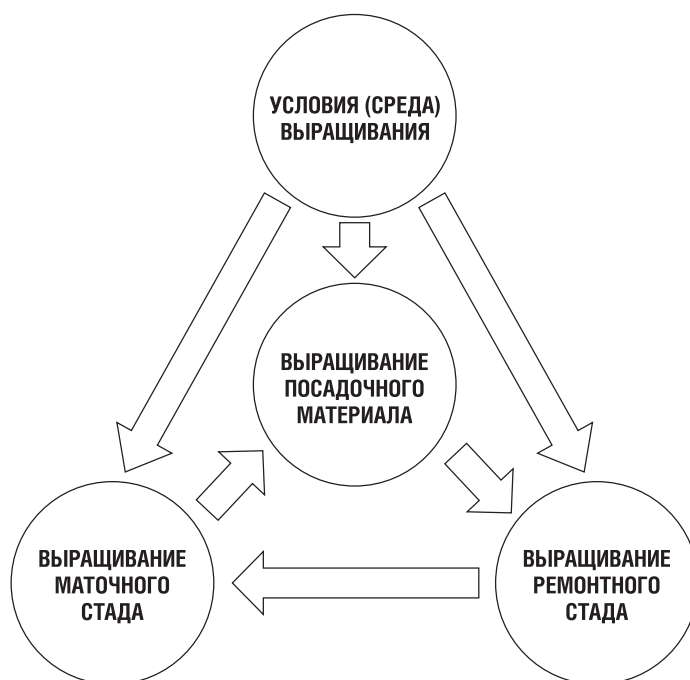 УСЛОВИЯ (СРЕДА)
ВЫРАЩИВАНИЯ
ВЫРАЩИВАНИЕ
ПОСАДОЧНОГО
МАТЕРИАЛА
ВЫРАЩИВАНИЕ
МАТОЧНОГО
СТАДА
ВЫРАЩИВАНИЕ
РЕМОНТНОГО
СТАДА